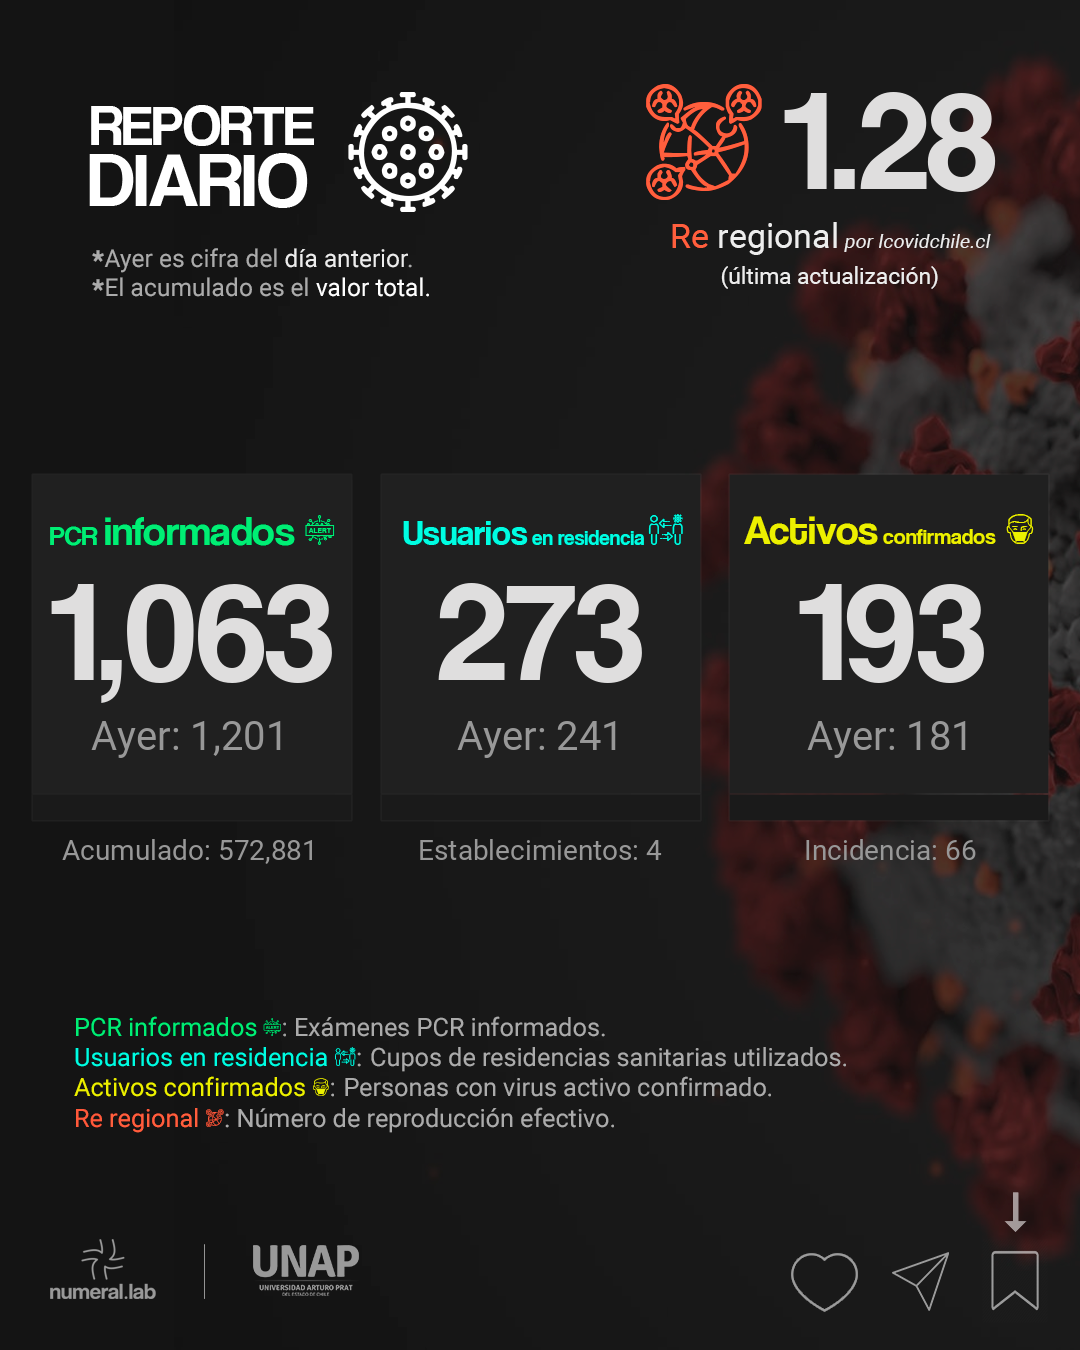 REPORTE
DIARIO
*Ayer es cifra del día anterior.
*El acumulado es el valor total.
1.28
Re regional por Icovidchile.cl
(última actualización)
PCR informados ALERT
1,063
Ayer: 1,201
Acumulado: 572,881
Usuarios en residencia
273
Ayer: 241
Establecimientos: 4
Activos confirmados
193
Ayer: 181
Incidencia: 66
PCR informados : Exámenes PCR informados.
Usuarios en residencia : Cupos de residencias sanitarias utilizados.
Activos confirmados : Personas con virus activo confirmado.
Re regional : Número de reproducción efectivo.
numeral.lab
UNAP
UNIVERSIDAD ARTURO PRAT
DEL ESTADO DE CHILE